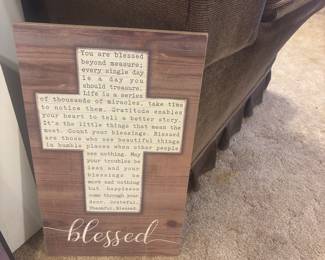 You are blessed
beyond measure;
every single day
is a day
you should treasure.
Life is a series
of thousands of miracles, take time
to notice them. Gratitude enables
your heart to tell a better story.
It's the little things that mean the
most. Count your blessings. Blessed
are those who see beautiful things
in humble places when other people
see nothing. May
your troubles be
less and your
blessings be
more and nothing
but happiness
come through your
door. Grateful.
Thankful. Blessed.
blessed